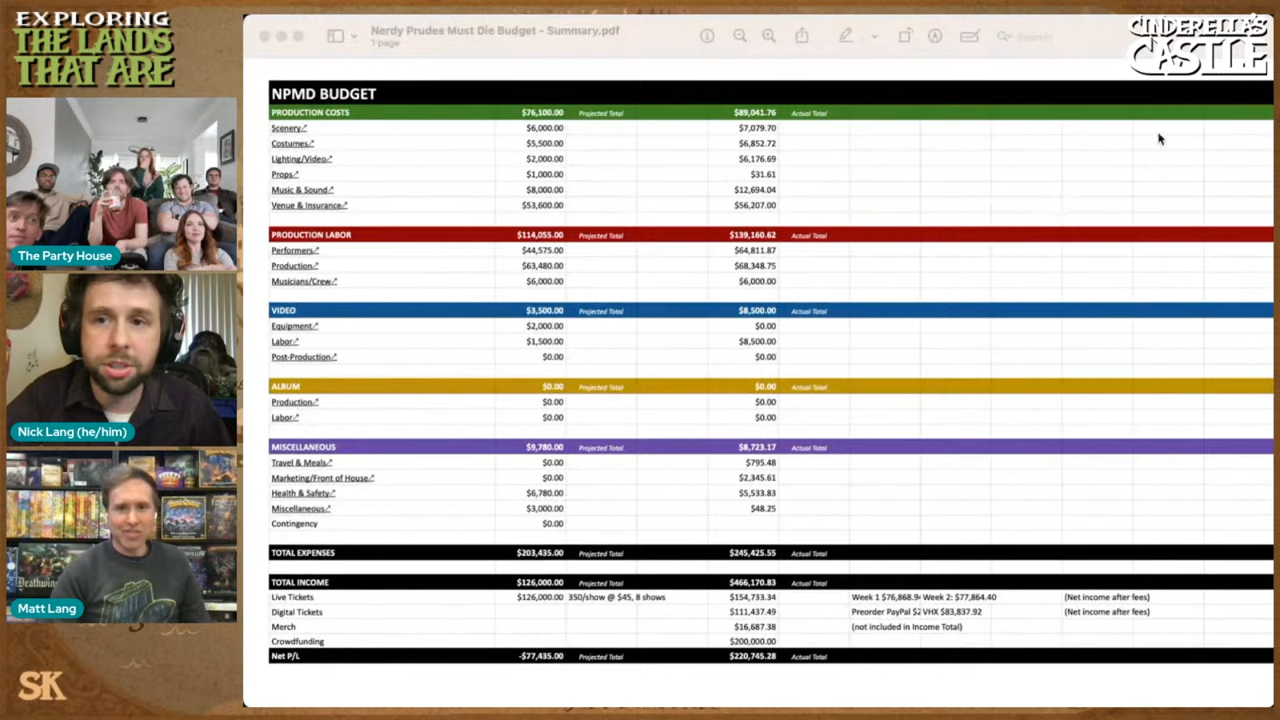 EXPLORING
THE LANDS
THAT ARE
CINDERELLA'S
CASTLE
Nerdy Prudes Must Die Budget - Summary.pdf
1 page
Search
The Party House
Nick Lang (he/him)
Matt Lang
SK
NPMD BUDGET
PRODUCTION COSTS $76,100.00 Projected Total $89,041.76 Actual Total
Scenery↗ $6,000.00 $7,079.70
Costumes↗ $5,500.00 $6,852.72
Lighting/Video↗ $2,000.00 $6,176.69
Props↗ $1,000.00 $31.61
Music & Sound↗ $8,000.00 $12,694.04
Venue & Insurance↗ $53,600.00 $56,207.00
PRODUCTION LABOR $114,055.00 Projected Total $139,160.62 Actual Total
Performers↗ $44,575.00 $64,811.87
Production↗ $63,480.00 $68,348.75
Musicians/Crew↗ $6,000.00 $6,000.00
VIDEO $3,500.00 Projected Total $8,500.00 Actual Total
Equipment↗ $2,000.00 $0.00
Labor↗ $1,500.00 $8,500.00
Post-Production↗ $0.00 $0.00
ALBUM $0.00 Projected Total $0.00 Actual Total
Production↗ $0.00 $0.00
Labor↗ $0.00 $0.00
MISCELLANEOUS $9,780.00 Projected Total $8,723.17 Actual Total
Travel & Meals↗ $0.00 $795.48
Marketing/Front of House↗ $0.00 $2,345.61
Health & Safety↗ $6,780.00 $5,533.83
Miscellaneous↗ $3,000.00 $48.25
Contingency $0.00
TOTAL EXPENSES $203,435.00 Projected Total $245,425.55 Actual Total
TOTAL INCOME $126,000.00 Projected Total $466,170.83 Actual Total
Live Tickets $126,000.00 350/show @ $45, 8 shows $154,733.34 Week 1 $76,868.9 Week 2: $77,864.40 (Net income after fees)
Digital Tickets $111,437.49 Preorder PayPal $2 VHX $83,837.92 (Net income after fees)
Merch $16,687.38 (not included in Income Total)
Crowdfunding $200,000.00
Net P/L -$77,435.00 Projected Total $220,745.28 Actual Total